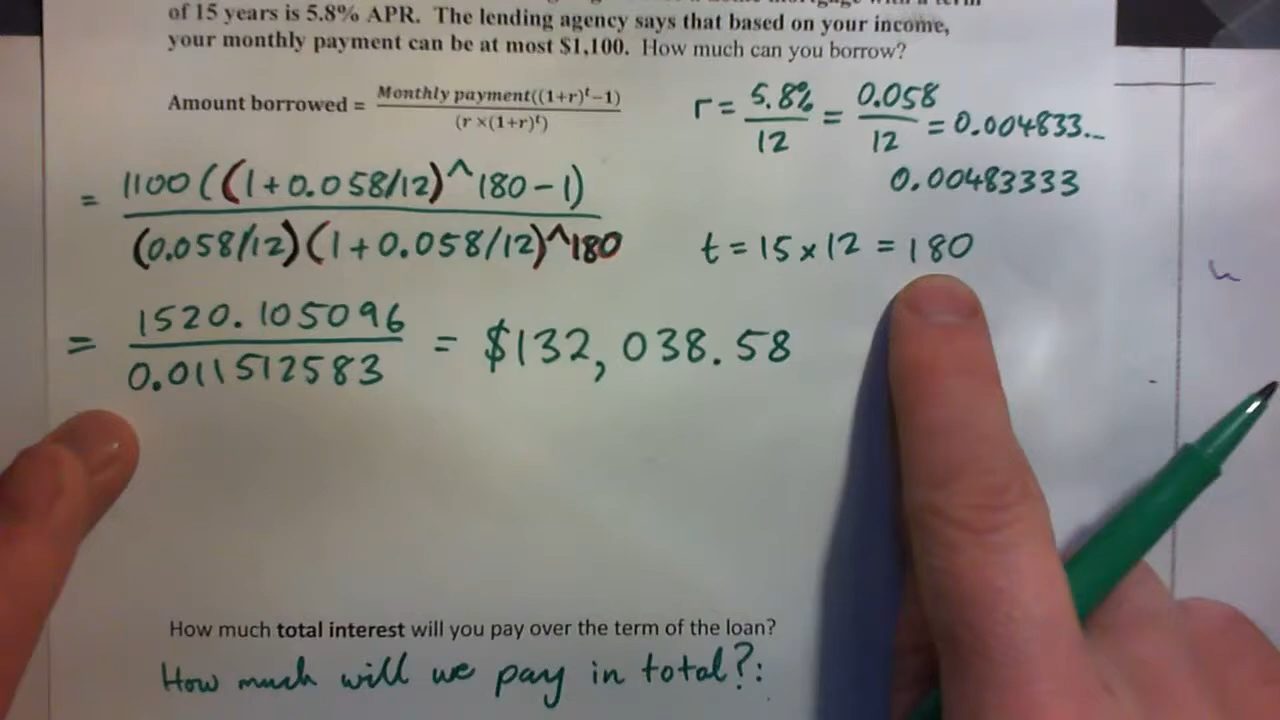 of 15 years is 5.8% APR. The lending agency says that based on your income,
your monthly payment can be at most $1,100. How much can you borrow?
Amount borrowed = Monthly payment((1+r)^t−1) / (r ×(1+r)^t)
r = 5.8% / 12 = 0.058 / 12 = 0.004833...
0.00483333
= 1100((1+0.058/12)^180-1) / (0.058/12)(1+0.058/12)^180
t = 15 x 12 = 180
= 1520.105096 / 0.011512583 = $132,038.58
How much total interest will you pay over the term of the loan?
How much will we pay in total?: